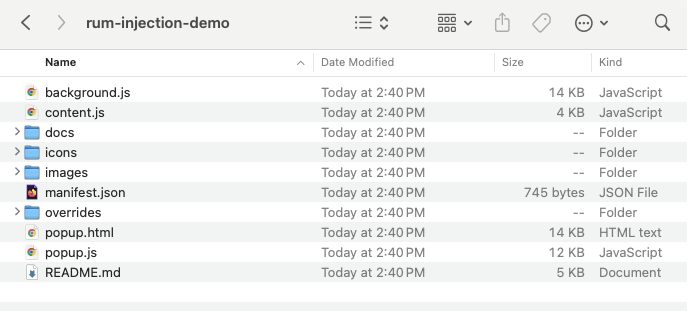 rum-injection-demo
Name Date Modified Size Kind
background.js Today at 2:40 PM 14 KB JavaScript
content.js Today at 2:40 PM 4 KB JavaScript
docs Today at 2:40 PM -- Folder
icons Today at 2:40 PM -- Folder
images Today at 2:40 PM -- Folder
manifest.json Today at 2:40 PM 745 bytes JSON File
overrides Today at 2:40 PM -- Folder
popup.html Today at 2:40 PM 14 KB HTML text
popup.js Today at 2:40 PM 12 KB JavaScript
README.md Today at 2:40 PM 5 KB Document